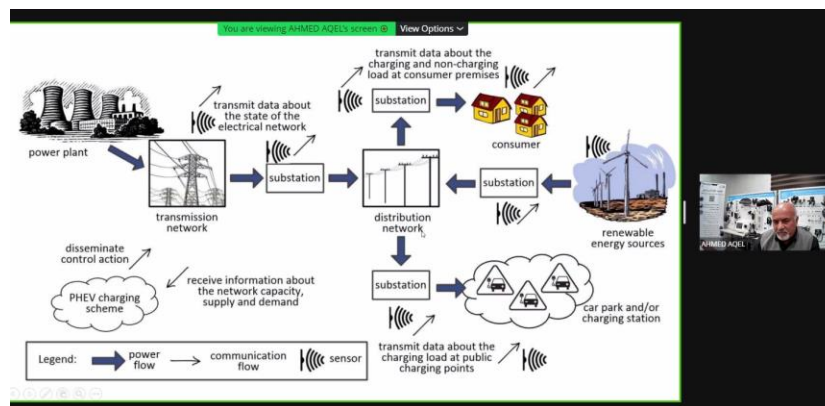 You are viewing AHMED AQEL's screen
View Options
transmit data about the
charging and non-charging
load at consumer premises
transmit data about
the state of the
electrical network
substation
consumer
power plant
substation
substation
transmission
network
distribution
network
renewable
energy sources
AHMED AQEL
disseminate
control action
PHEV charging
scheme
receive information about
the network capacity,
supply and demand
substation
car park and/or
charging station
transmit data about the
charging load at public
charging points
Legend:
power
flow
communication
flow
sensor